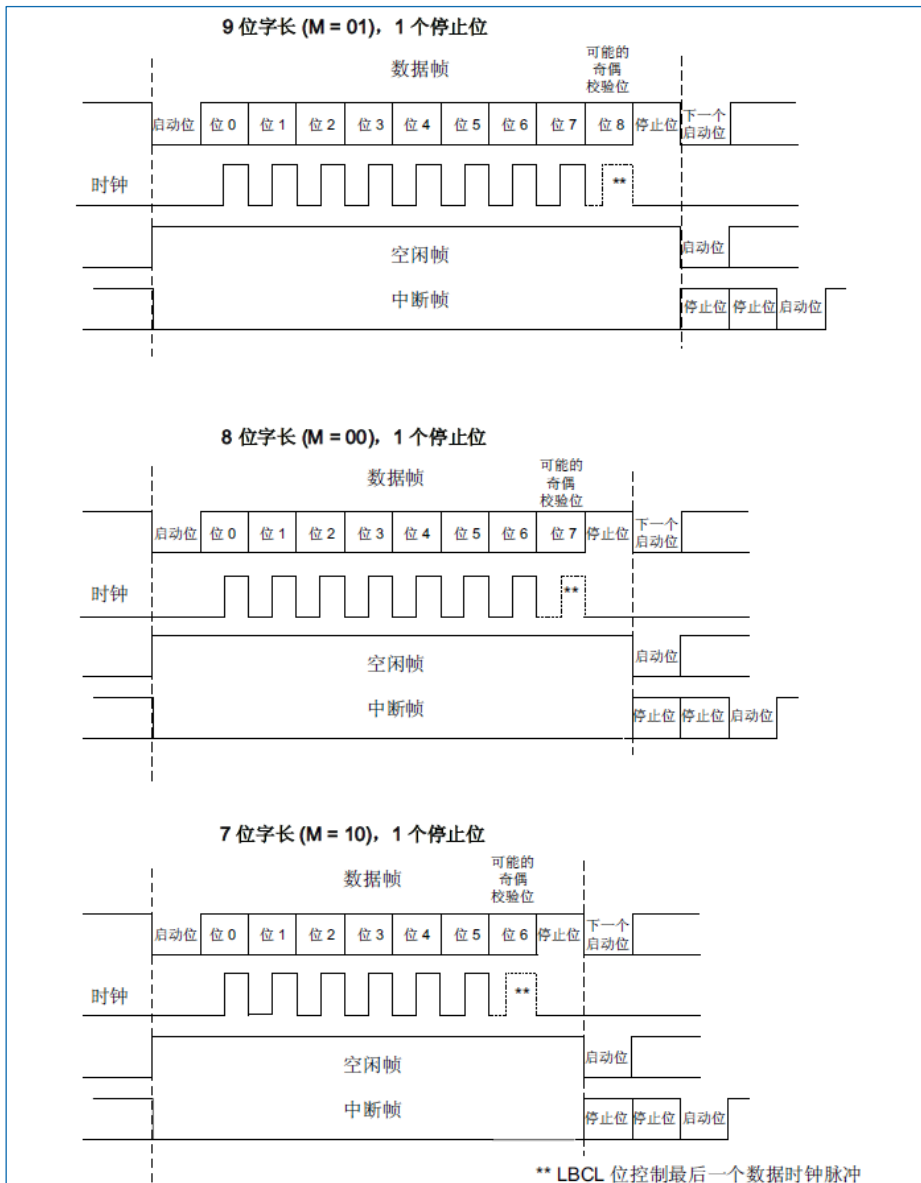 9 位字长 (M = 01)，1 个停止位
数据帧
可能的
奇偶
校验位
启动位 位 0 位 1 位 2 位 3 位 4 位 5 位 6 位 7 位 8 停止位 下一个
启动位
时钟
**
空闲帧
启动位
中断帧
停止位 停止位 启动位
8 位字长 (M = 00)，1 个停止位
数据帧
可能的
奇偶
校验位
启动位 位 0 位 1 位 2 位 3 位 4 位 5 位 6 位 7 停止位 下一个
启动位
时钟
**
空闲帧
启动位
中断帧
停止位 停止位 启动位
7 位字长 (M = 10)，1 个停止位
数据帧
可能的
奇偶
校验位
启动位 位 0 位 1 位 2 位 3 位 4 位 5 位 6 停止位 下一个
启动位
时钟
**
空闲帧
启动位
中断帧
停止位 停止位 启动位
** LBCL 位控制最后一个数据时钟脉冲